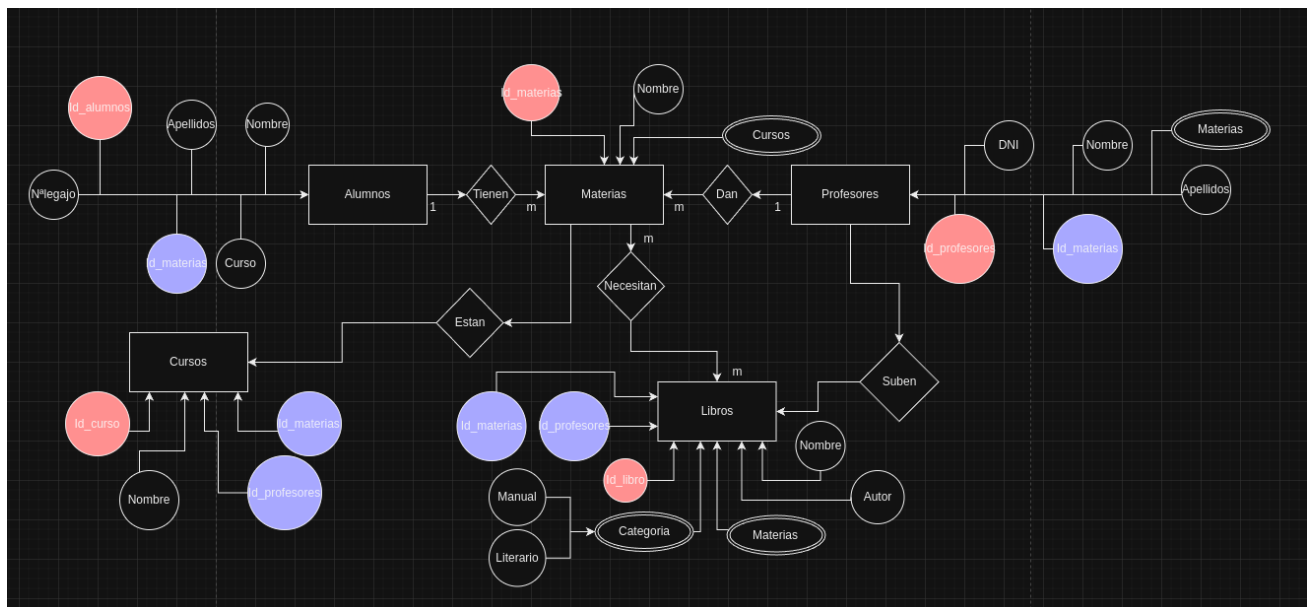 Id_materias
Nombre
Id_alumnos
Apellidos
Nombre
Cursos
Materias
DNI
Nombre
Nªlegajo
Alumnos
1
Tienen
m
Materias
m
Dan
1
Profesores
Apellidos
Id_materias
Curso
Id_profesores
Id_materias
m
Necesitan
Estan
Cursos
m
Suben
Libros
Id_curso
Id_materias
Id_materias
Id_profesores
Nombre
Nombre
Id_profesores
Id_libro
Manual
Autor
Categoria
Materias
Literario